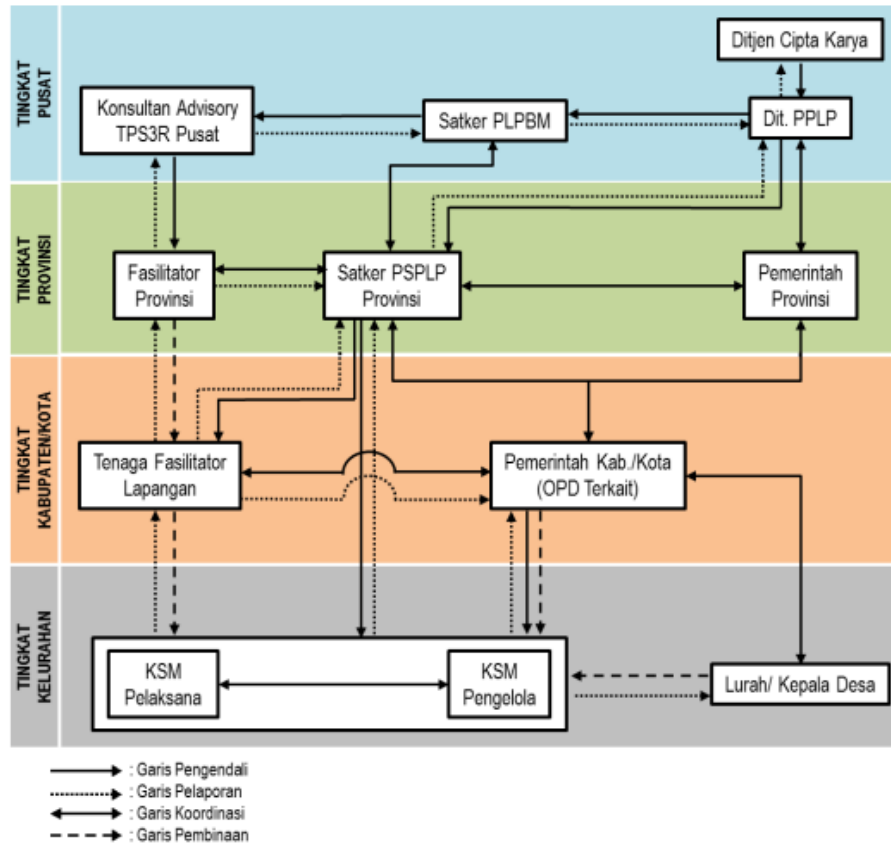 TINGKAT
PUSAT
Ditjen Cipta Karya
Konsultan Advisory
TPS3R Pusat
Satker PLPBM
Dit. PPLP
TINGKAT
PROVINSI
Fasilitator
Provinsi
Satker PSPLP
Provinsi
Pemerintah
Provinsi
TINGKAT
KABUPATEN/KOTA
Tenaga Fasilitator
Lapangan
Pemerintah Kab./Kota
(OPD Terkait)
TINGKAT
KELURAHAN
KSM
Pelaksana
KSM
Pengelola
Lurah/ Kepala Desa
: Garis Pengendali
: Garis Pelaporan
: Garis Koordinasi
: Garis Pembinaan